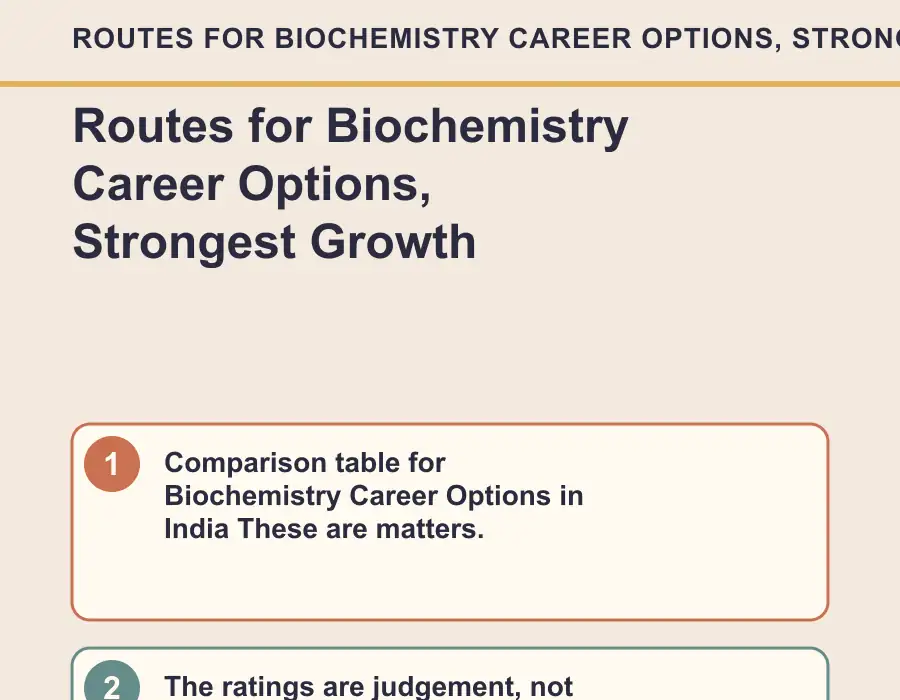 ROUTES FOR BIOCHEMISTRY CAREER OPTIONS,
Routes for Biochemistry
Career Options,
Strongest Growth
1
Comparison table for
Biochemistry Career Options in
India These are matters.
2
The ratings are judgement, not